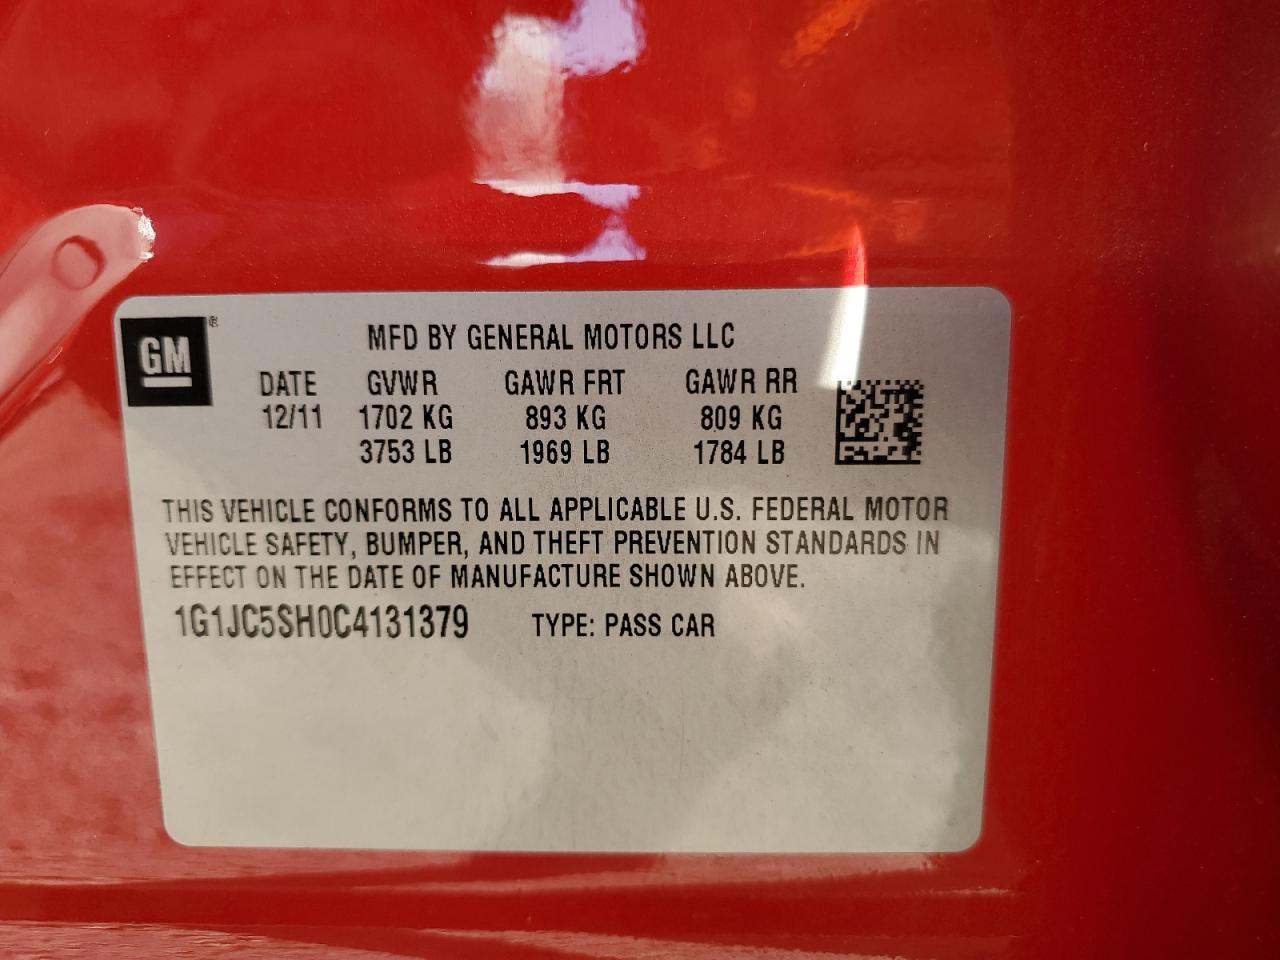 GM ®
MFD BY GENERAL MOTORS LLC
DATE GVWR GAWR FRT GAWR RR
12/11 1702 KG 893 KG 809 KG
3753 LB 1969 LB 1784 LB
THIS VEHICLE CONFORMS TO ALL APPLICABLE U.S. FEDERAL MOTOR
VEHICLE SAFETY, BUMPER, AND THEFT PREVENTION STANDARDS IN
EFFECT ON THE DATE OF MANUFACTURE SHOWN ABOVE.
1G1JC5SH0C4131379 TYPE: PASS CAR